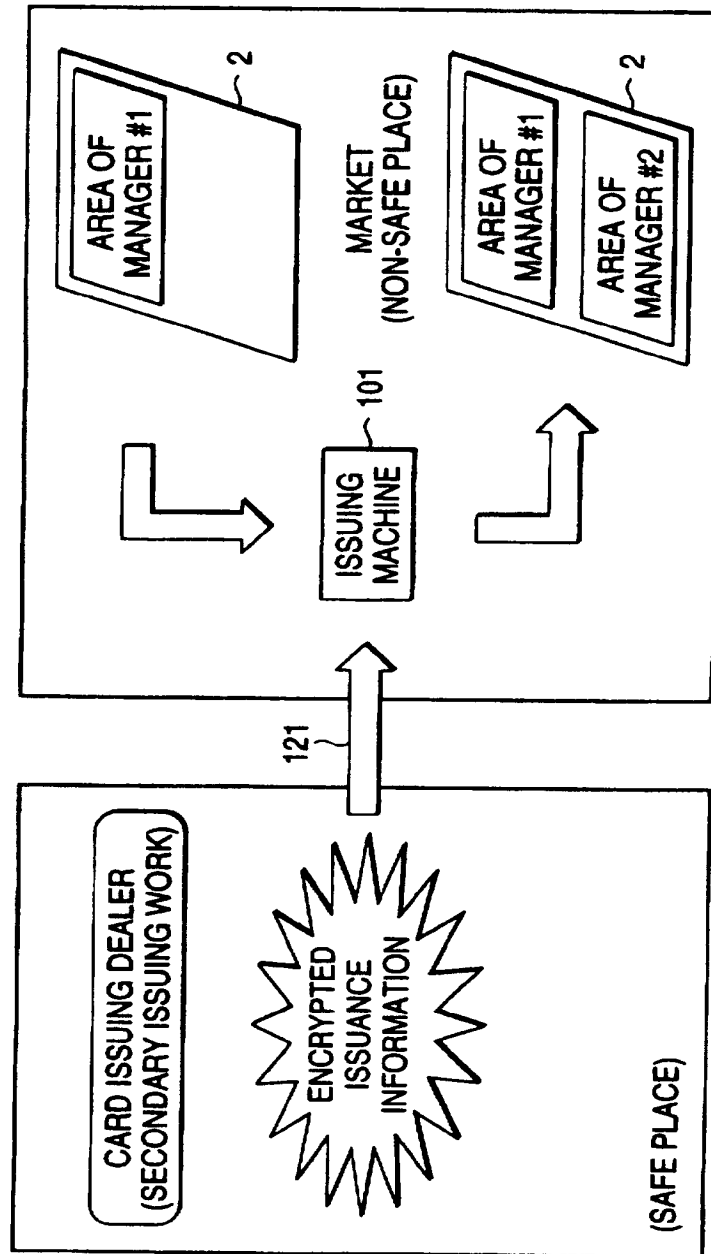 CARD ISSUING DEALER
(SECONDARY ISSUING WORK)
ENCRYPTED
ISSUANCE
INFORMATION
(SAFE PLACE)
121
AREA OF
MANAGER #1
2
101
ISSUING
MACHINE
MARKET
(NON-SAFE PLACE)
AREA OF
MANAGER #1
AREA OF
MANAGER #2
2